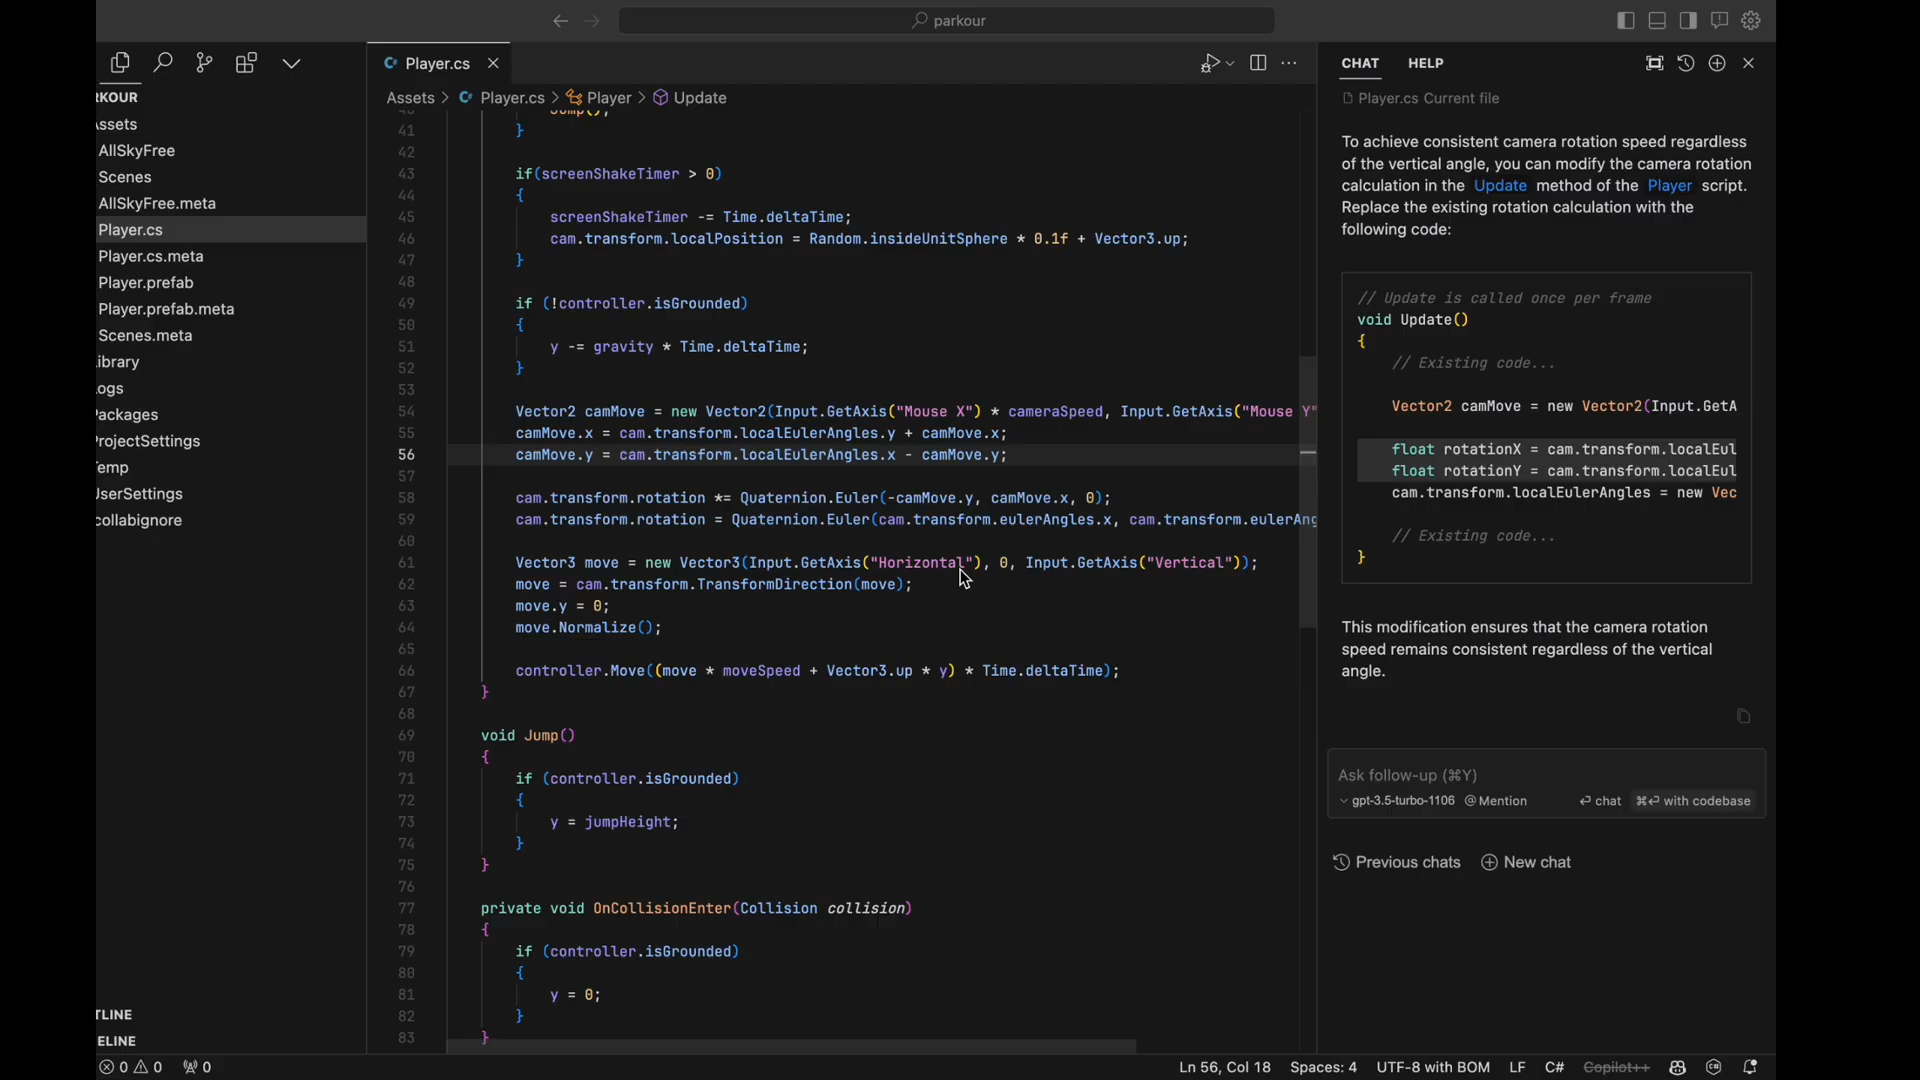 parkour
Player.cs
CHAT HELP
RKOUR
Assets > Player.cs > Player > Update
Player.cs Current file
ssets
AllSkyFree
Scenes
AllSkyFree.meta
Player.cs
Player.cs.meta
Player.prefab
Player.prefab.meta
Scenes.meta
ibrary
ogs
Packages
ProjectSettings
emp
UserSettings
collabignore
TLINE
ELINE
Jump();
41 }
42
43 if(screenShakeTimer > 0)
44 {
45 screenShakeTimer -= Time.deltaTime;
46 cam.transform.localPosition = Random.insideUnitSphere * 0.1f + Vector3.up;
47 }
48
49 if (!controller.isGrounded)
50 {
51 y -= gravity * Time.deltaTime;
52 }
53
54 Vector2 camMove = new Vector2(Input.GetAxis("Mouse X") * cameraSpeed, Input.GetAxis("Mouse Y"
55 camMove.x = cam.transform.localEulerAngles.y + camMove.x;
56 camMove.y = cam.transform.localEulerAngles.x - camMove.y;
57
58 cam.transform.rotation *= Quaternion.Euler(-camMove.y, camMove.x, 0);
59 cam.transform.rotation = Quaternion.Euler(cam.transform.eulerAngles.x, cam.transform.eulerAng
60
61 Vector3 move = new Vector3(Input.GetAxis("Horizontal"), 0, Input.GetAxis("Vertical"));
62 move = cam.transform.TransformDirection(move);
63 move.y = 0;
64 move.Normalize();
65
66 controller.Move((move * moveSpeed + Vector3.up * y) * Time.deltaTime);
67 }
68
69 void Jump()
70 {
71 if (controller.isGrounded)
72 {
73 y = jumpHeight;
74 }
75 }
76
77 private void OnCollisionEnter(Collision collision)
78 {
79 if (controller.isGrounded)
80 {
81 y = 0;
82 }
83 }
To achieve consistent camera rotation speed regardless
of the vertical angle, you can modify the camera rotation
calculation in the Update method of the Player script.
Replace the existing rotation calculation with the
following code:
// Update is called once per frame
void Update()
{
// Existing code...
Vector2 camMove = new Vector2(Input.GetA
float rotationX = cam.transform.localEul
float rotationY = cam.transform.localEul
cam.transform.localEulerAngles = new Vec
// Existing code...
}
This modification ensures that the camera rotation
speed remains consistent regardless of the vertical
angle.
Ask follow-up (⌘Y)
gpt-3.5-turbo-1106 @ Mention ⏎ chat ⌘⏎ with codebase
Previous chats New chat
0 0 0
Ln 56, Col 18 Spaces: 4 UTF-8 with BOM LF C# Copilot++